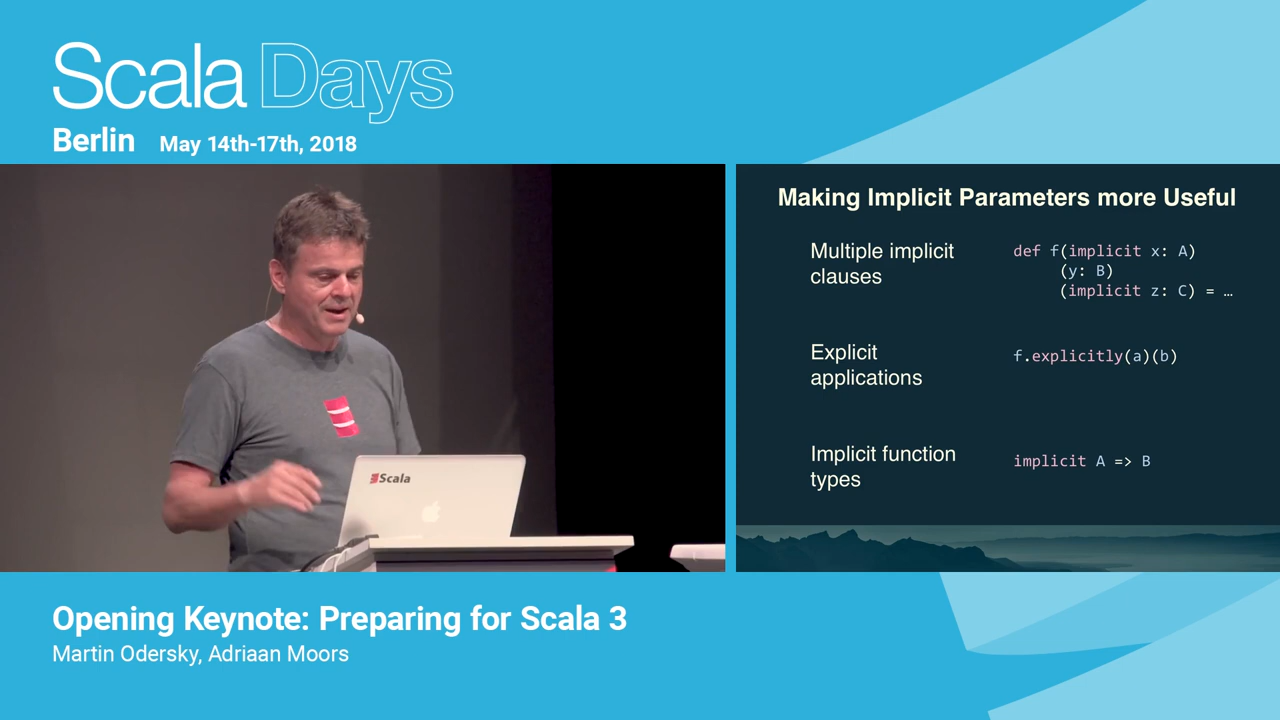 Scala Days
Berlin May 14th-17th, 2018
Making Implicit Parameters more Useful
Multiple implicit
clauses
def f(implicit x: A)
(y: B)
(implicit z: C) = …
Explicit
applications
f.explicitly(a)(b)
Implicit function
types
implicit A => B
Scala
Opening Keynote: Preparing for Scala 3
Martin Odersky, Adriaan Moors